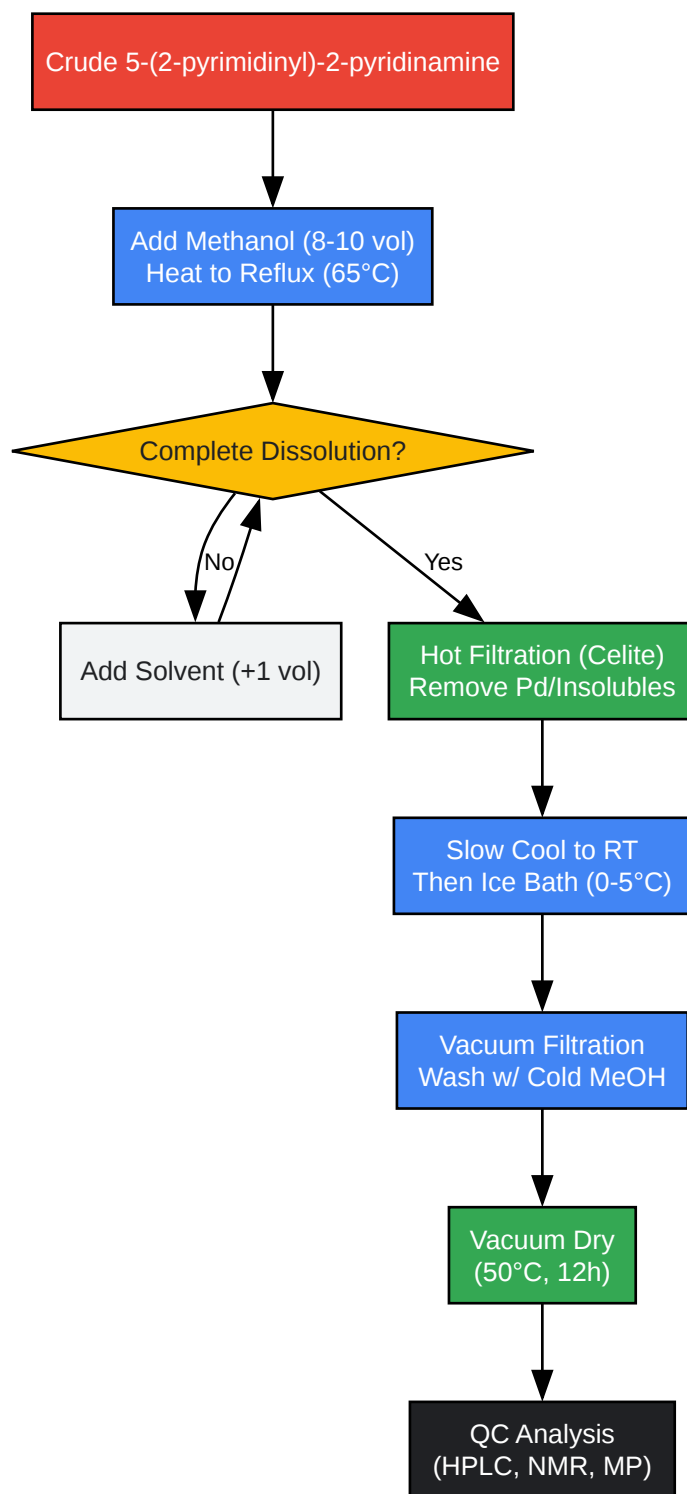 Crude 5-(2-pyrimidinyl)-2-pyridinamine
Add Methanol (8-10 vol)
Heat to Reflux (65°C)
Complete Dissolution?
No
Yes
Add Solvent (+1 vol)
Hot Filtration (Celite)
Remove Pd/Insolubles
Slow Cool to RT
Then Ice Bath (0-5°C)
Vacuum Filtration
Wash w/ Cold MeOH
Vacuum Dry
(50°C, 12h)
QC Analysis
(HPLC, NMR, MP)